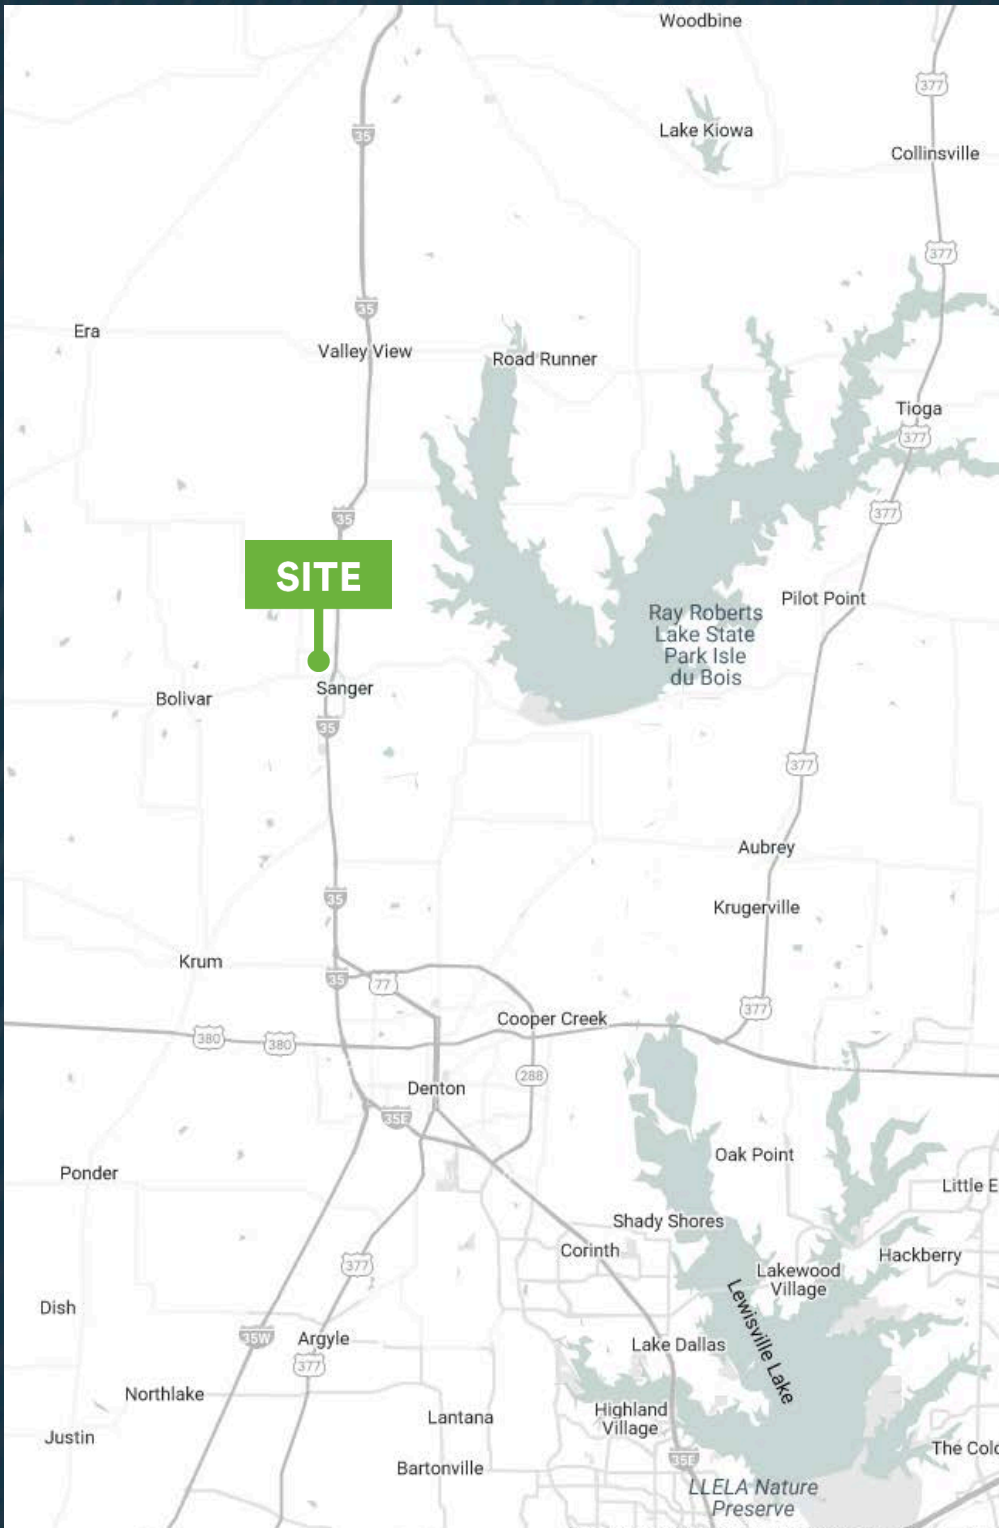 Woodbine
377
Lake Kiowa
35
Collinsville
377
35
Era
Valley View
Road Runner
Tioga
377
377
35
SITE
Pilot Point
Ray Roberts
Lake State
Park Isle
du Bois
Sanger
Bolivar
35
377
Aubrey
35
Krugerville
Krum
35
77
377
Cooper Creek
380
380
288
Denton
35E
Oak Point
Ponder
Little E
Shady Shores
Corinth
Hackberry
377
Lakewood
Village
Dish
Lewisville Lake
35W
Argyle
Lake Dallas
377
Northlake
Highland
Village
Lantana
Justin
The Colo
35E
Bartonville
LLELA Nature
Preserve